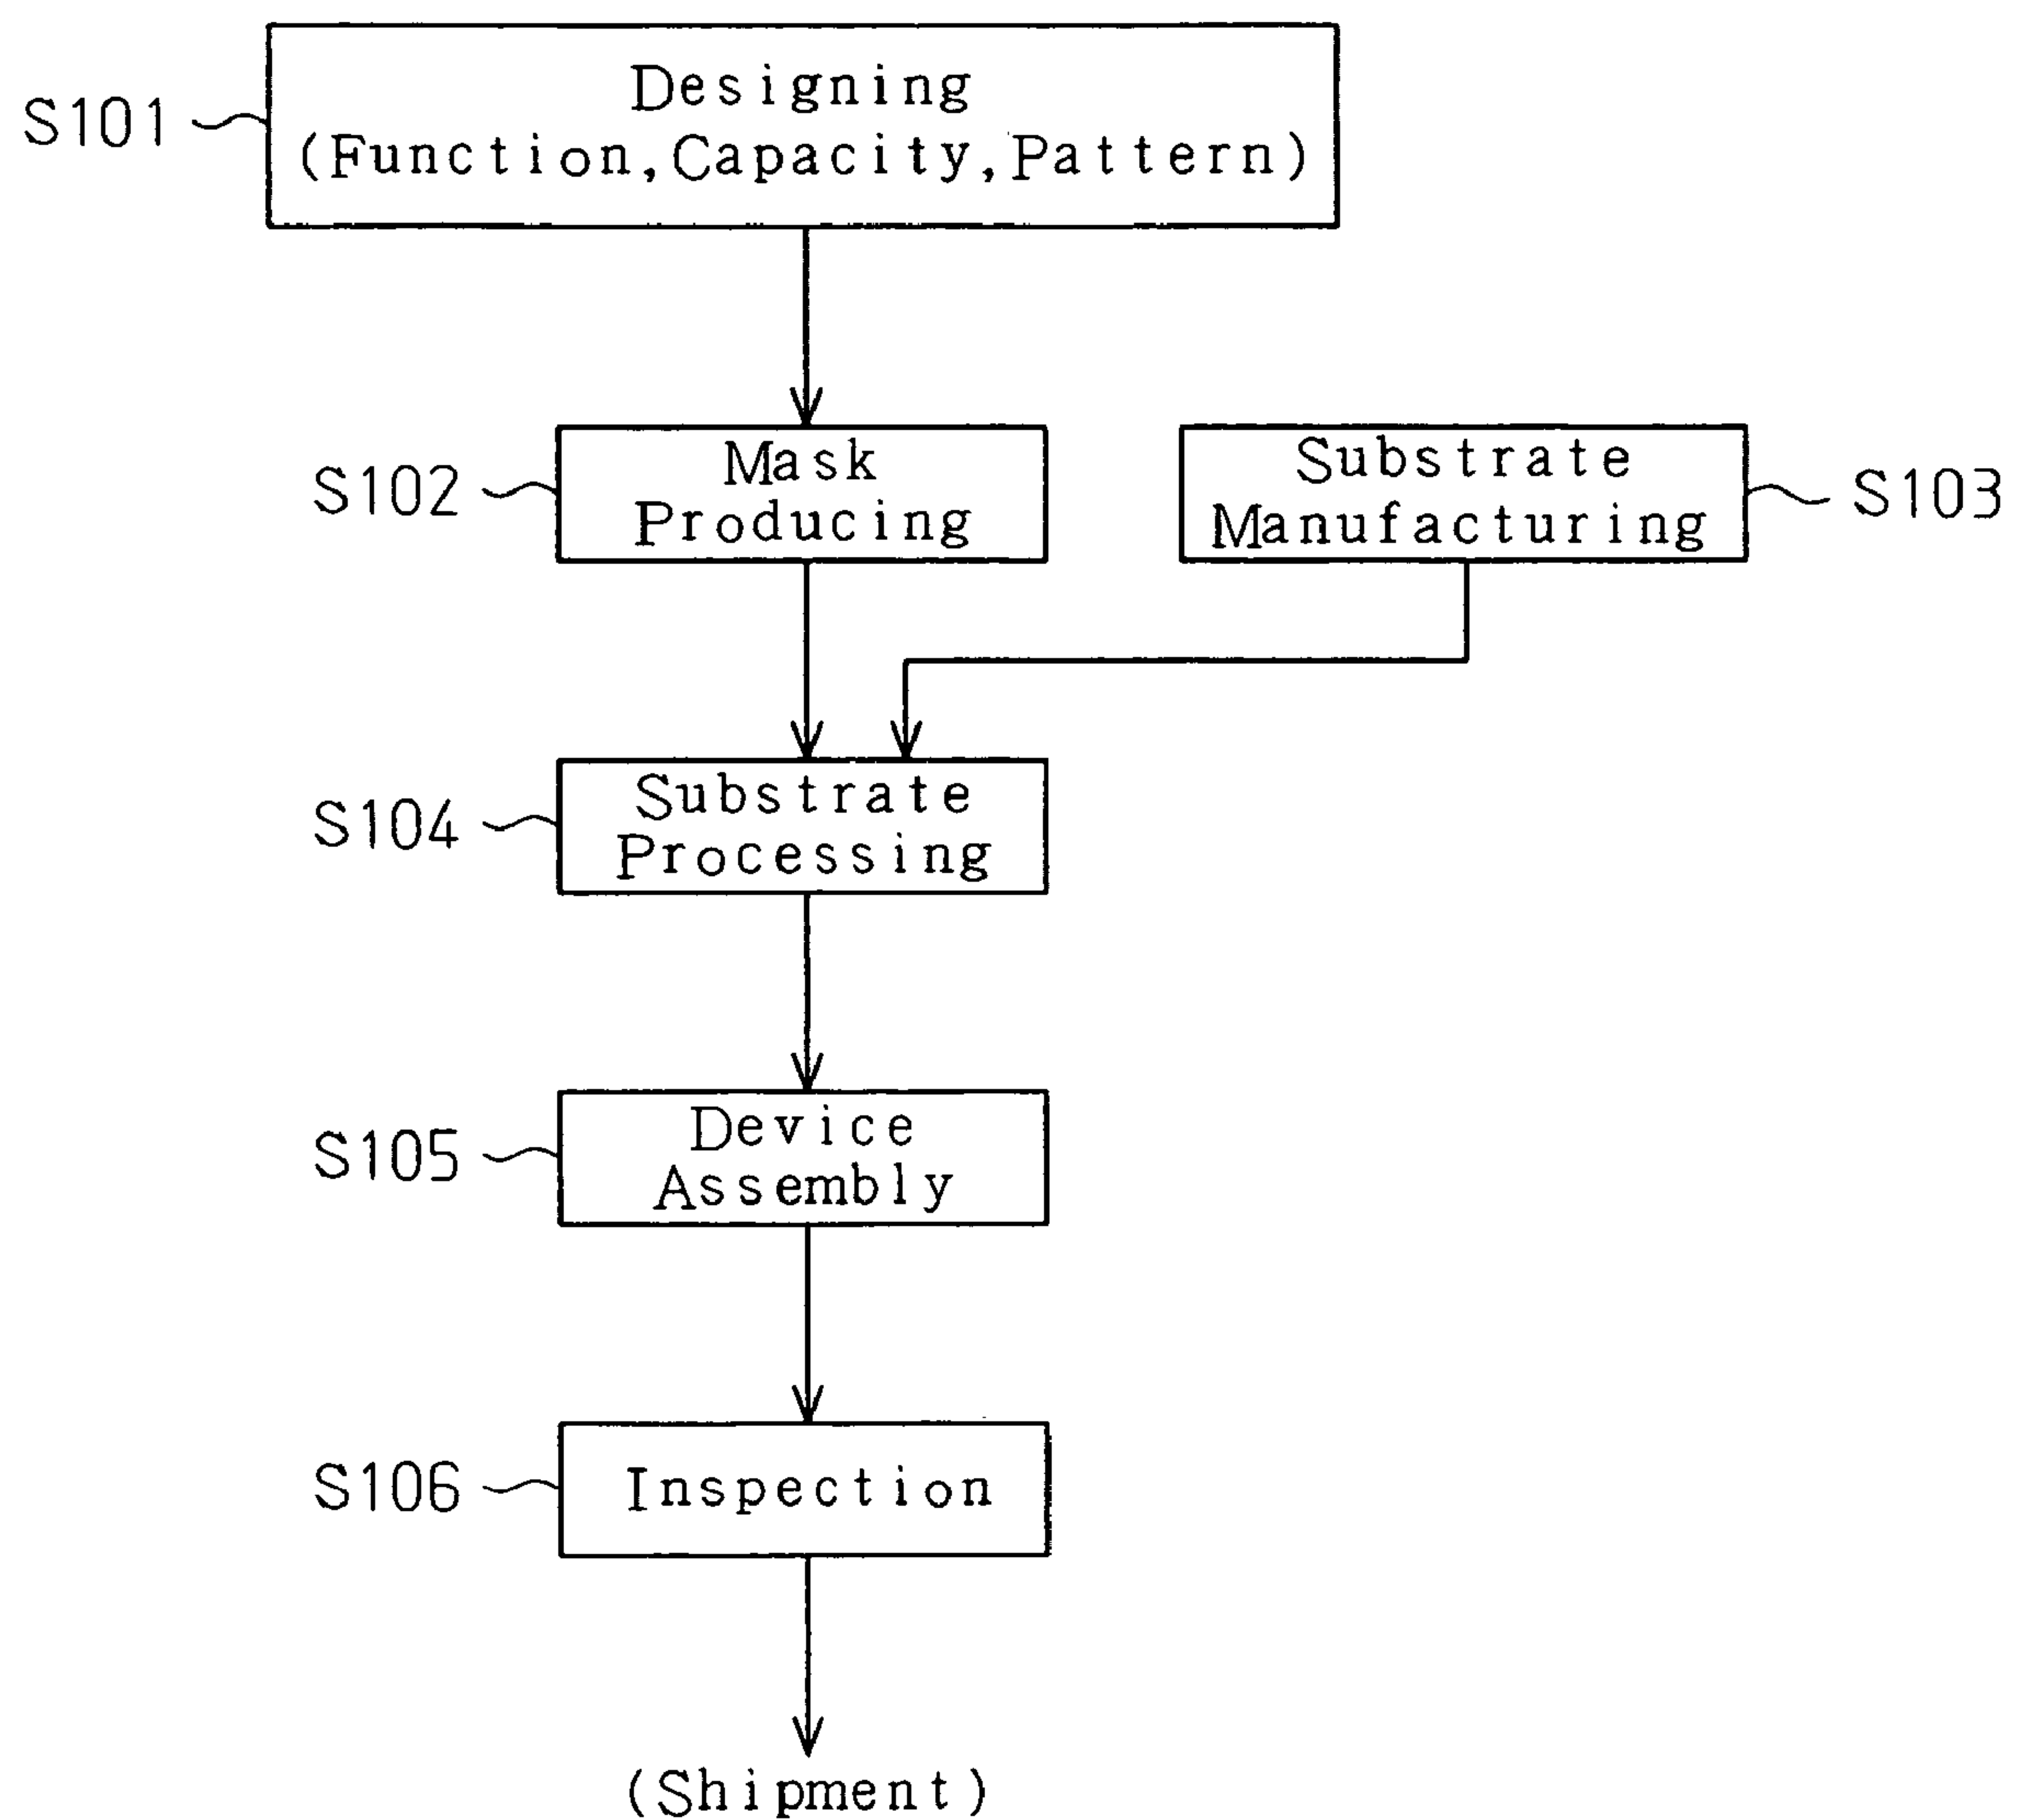 S101
Designing
(Function,Capacity,Pattern)
S102
Mask
Producing
Substrate
Manufacturing
S103
S104
Substrate
Processing
S105
Device
Assembly
S106
Inspection
(Shipment)